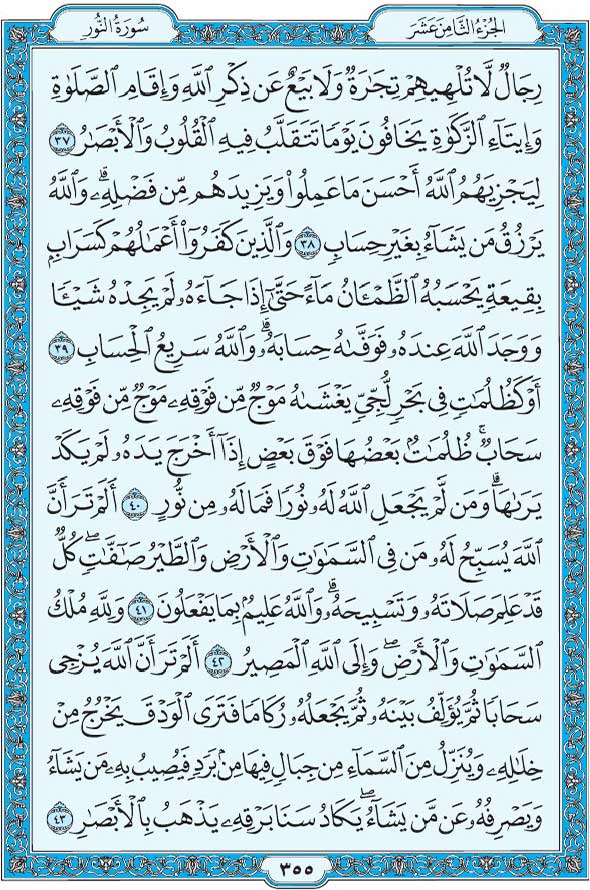 الجُزْءُ الثَّامِنَ عَشَرَ
سُورَةُ النُّورِ
رِجَالٌ لَّا تُلْهِيهِمْ تِجَٰرَةٌ وَلَا بَيْعٌ عَن ذِكْرِ ٱللَّهِ وَإِقَامِ ٱلصَّلَوٰةِ
وَإِيتَآءِ ٱلزَّكَوٰةِ يَخَافُونَ يَوْمًا تَتَقَلَّبُ فِيهِ ٱلْقُلُوبُ وَٱلْأَبْصَٰرُ ٣٧
لِيَجْزِيَهُمُ ٱللَّهُ أَحْسَنَ مَا عَمِلُوا۟ وَيَزِيدَهُم مِّن فَضْلِهِۦ ۗ وَٱللَّهُ
يَرْزُقُ مَن يَشَآءُ بِغَيْرِ حِسَابٍ ٣٨ وَٱلَّذِينَ كَفَرُوٓا۟ أَعْمَٰلُهُمْ كَسَرَابٍۭ
بِقِيعَةٍ يَحْسَبُهُ ٱلظَّمْـَٔانُ مَآءً حَتَّىٰٓ إِذَا جَآءَهُۥ لَمْ يَجِدْهُ شَيْـًٔا
وَوَجَدَ ٱللَّهَ عِندَهُۥ فَوَفَّىٰهُ حِسَابَهُۥ ۗ وَٱللَّهُ سَرِيعُ ٱلْحِسَابِ ٣٩
أَوْ كَظُلُمَٰتٍ فِى بَحْرٍ لُّجِّىٍّ يَغْشَىٰهُ مَوْجٌ مِّن فَوْقِهِۦ مَوْجٌ مِّن فَوْقِهِۦ
سَحَابٌ ۚ ظُلُمَٰتٌۢ بَعْضُهَا فَوْقَ بَعْضٍ إِذَآ أَخْرَجَ يَدَهُۥ لَمْ يَكَدْ
يَرَىٰهَا ۗ وَمَن لَّمْ يَجْعَلِ ٱللَّهُ لَهُۥ نُورًا فَمَا لَهُۥ مِن نُّورٍ ٤٠ أَلَمْ تَرَ أَنَّ
ٱللَّهَ يُسَبِّحُ لَهُۥ مَن فِى ٱلسَّمَٰوَٰتِ وَٱلْأَرْضِ وَٱلطَّيْرُ صَٰٓفَّٰتٍ ۖ كُلٌّ
قَدْ عَلِمَ صَلَاتَهُۥ وَتَسْبِيحَهُۥ ۗ وَٱللَّهُ عَلِيمٌۢ بِمَا يَفْعَلُونَ ٤١ وَلِلَّهِ مُلْكُ
ٱلسَّمَٰوَٰتِ وَٱلْأَرْضِ ۖ وَإِلَى ٱللَّهِ ٱلْمَصِيرُ ٤٢ أَلَمْ تَرَ أَنَّ ٱللَّهَ يُزْجِى
سَحَابًا ثُمَّ يُؤَلِّفُ بَيْنَهُۥ ثُمَّ يَجْعَلُهُۥ رُكَامًا فَتَرَى ٱلْوَدْقَ يَخْرُجُ مِنْ
خِلَٰلِهِۦ وَيُنَزِّلُ مِنَ ٱلسَّمَآءِ مِن جِبَالٍ فِيهَا مِنۢ بَرَدٍ فَيُصِيبُ بِهِۦ مَن يَشَآءُ
وَيَصْرِفُهُۥ عَن مَّن يَشَآءُ ۖ يَكَادُ سَنَا بَرْقِهِۦ يَذْهَبُ بِٱلْأَبْصَٰرِ ٤٣
٣٥٥